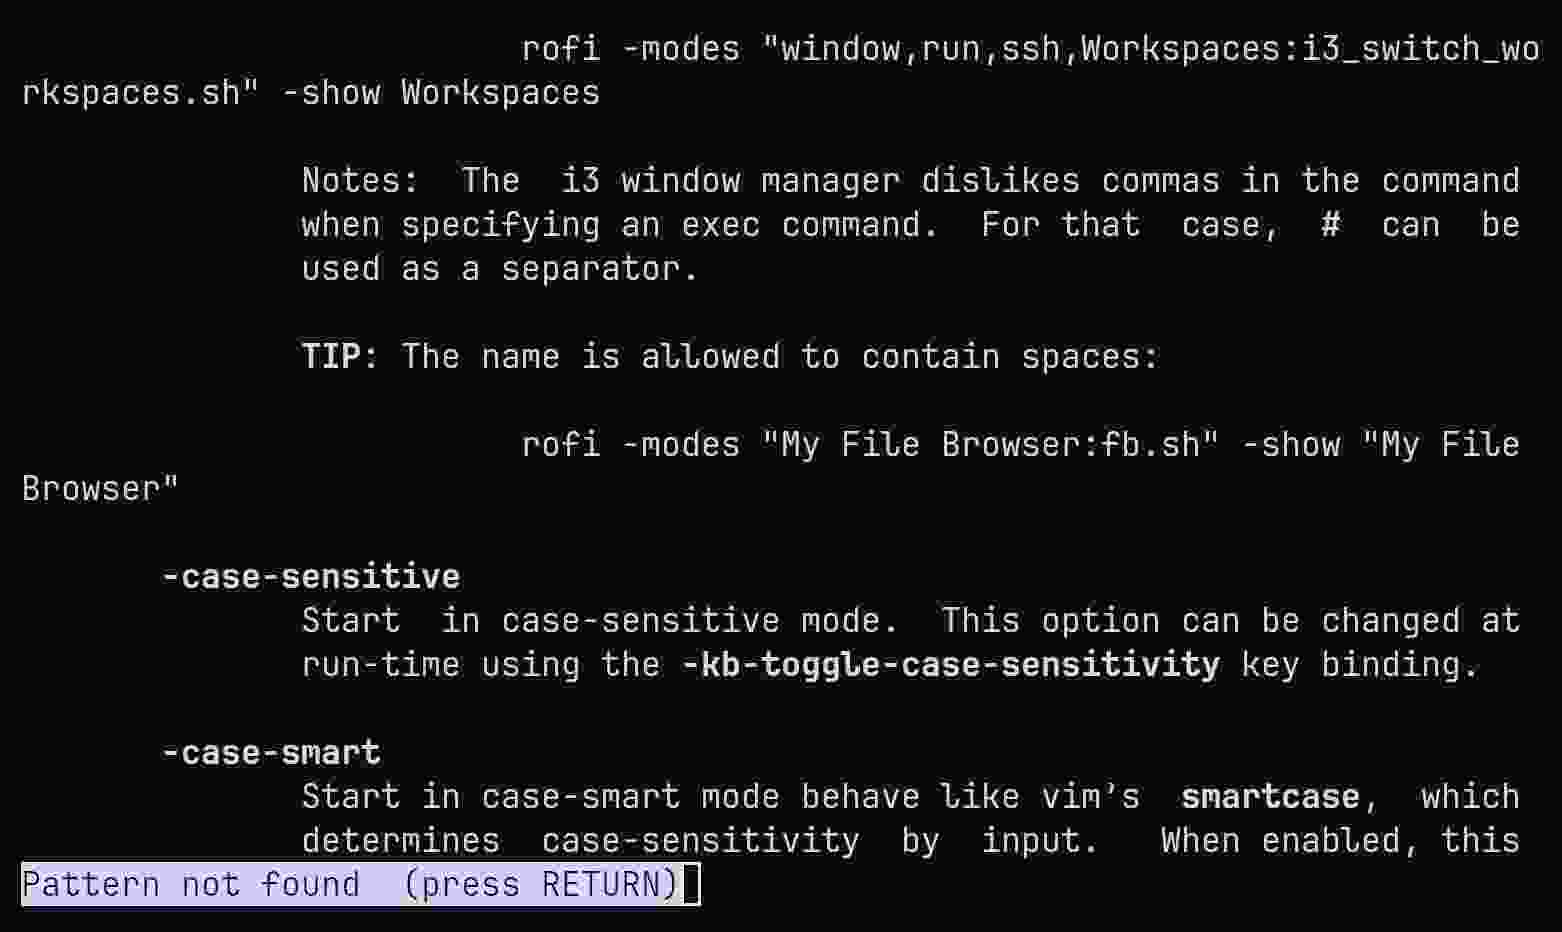 rofi -modes "window,run,ssh,Workspaces:i3_switch_wo
rkspaces.sh" -show Workspaces
Notes:  The  i3 window manager dislikes commas in the command
when specifying an exec command.  For that  case,  #  can  be
used as a separator.
TIP: The name is allowed to contain spaces:
rofi -modes "My File Browser:fb.sh" -show "My File
Browser"
-case-sensitive
Start  in case-sensitive mode.  This option can be changed at
run-time using the -kb-toggle-case-sensitivity key binding.
-case-smart
Start in case-smart mode behave like vim’s  smartcase,  which
determines  case-sensitivity  by  input.   When enabled, this
Pattern not found  (press RETURN)